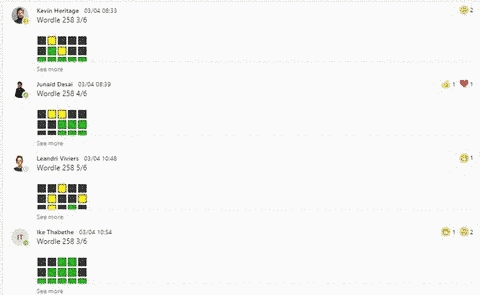 Kevin Heritage 03/04 08:33
2
Wordle 258 3/6
See more
Junaid Desai 03/04 08:39
1 1
Wordle 258 4/6
See more
Leandri Viviers 03/04 10:48
1
Wordle 258 5/6
See more
IT
Ike Thabethe 03/04 10:54
1 2
Wordle 258 3/6
See more